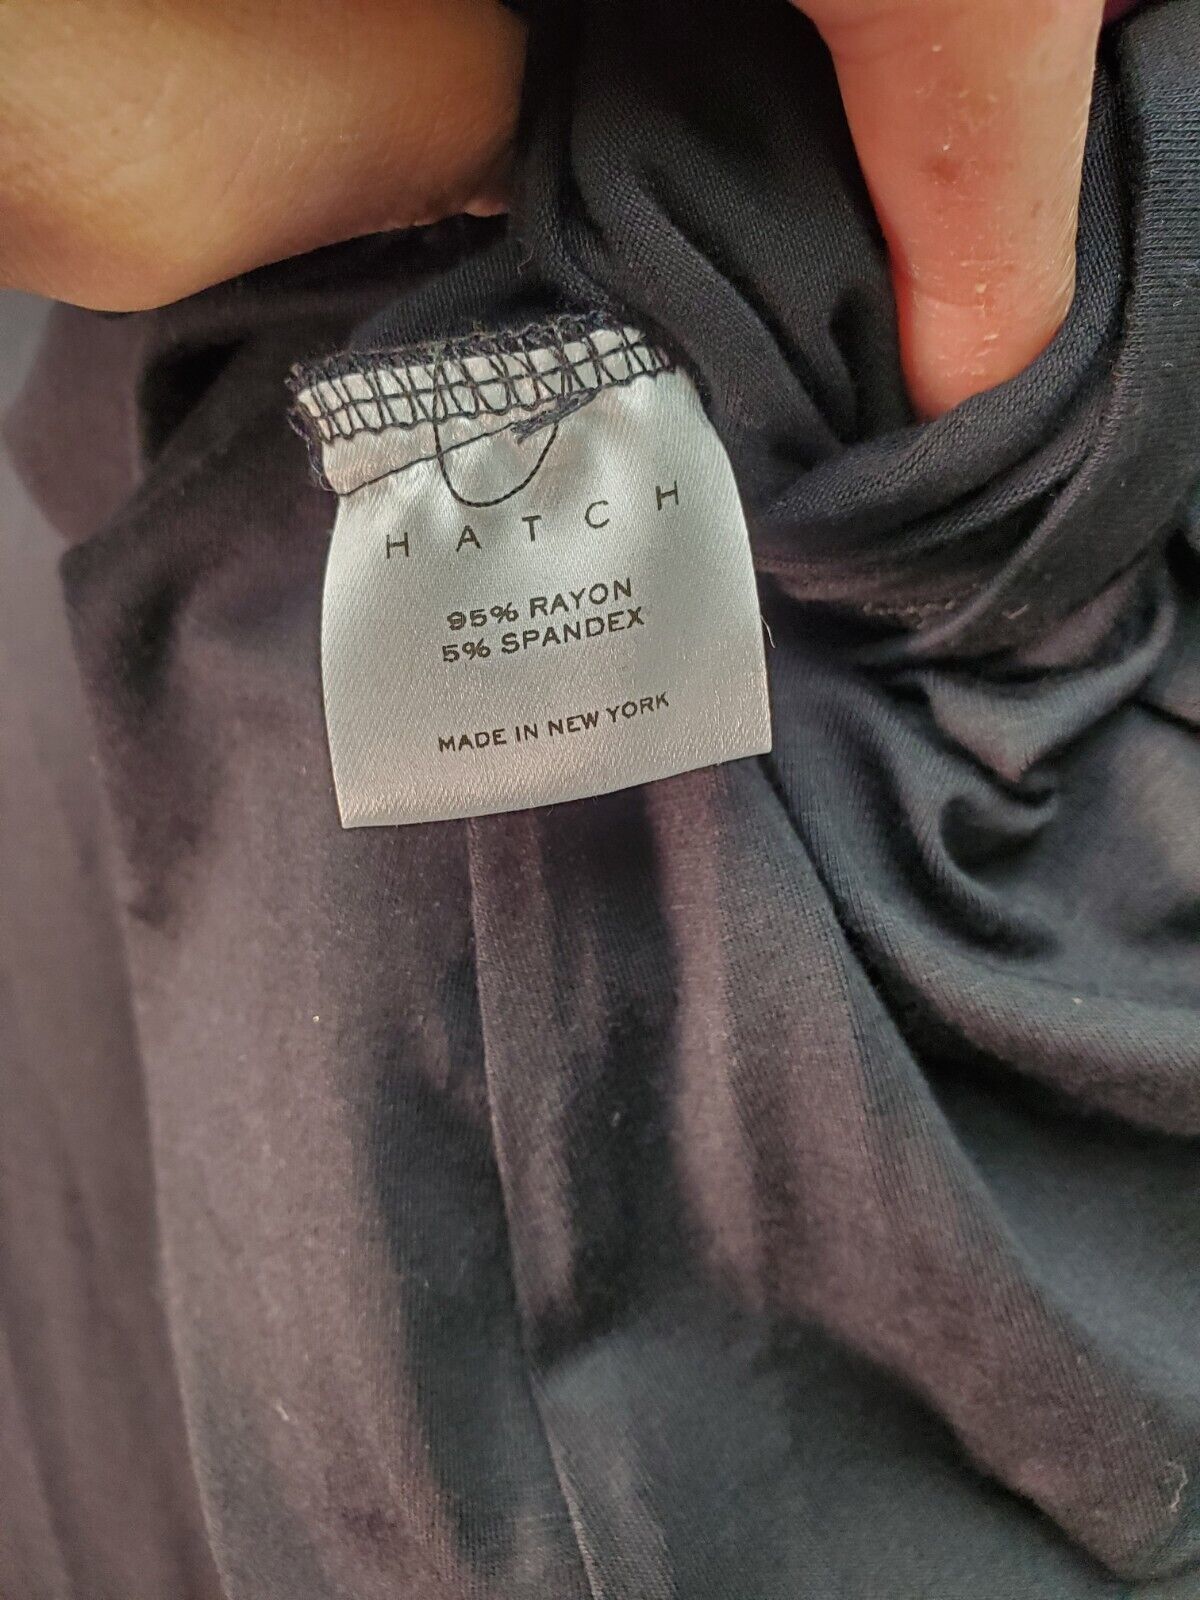 HATCH
95% RAYON
5% SPANDEX
MADE IN NEW YORK